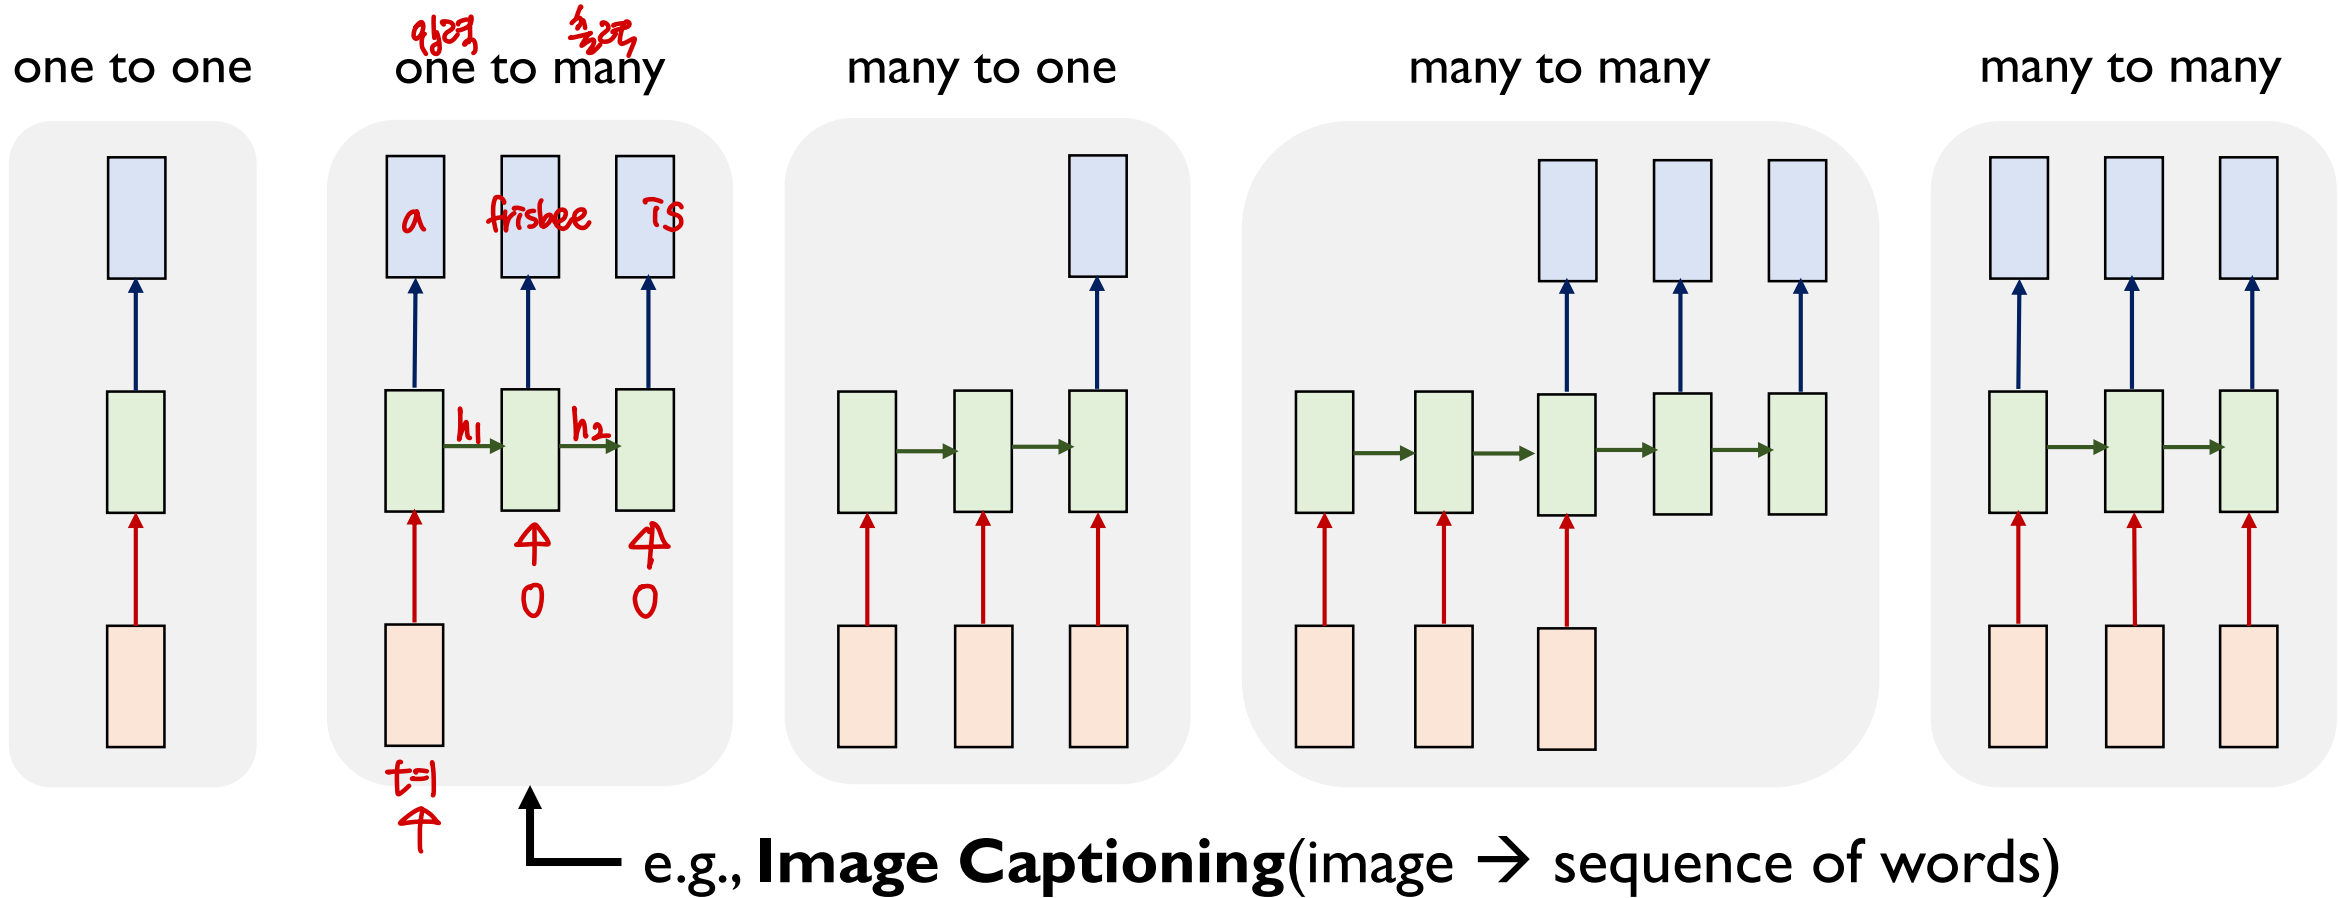 입력 출력
one to one one to many many to one many to many many to many
a frisbee is
h1 h2
0 0
t=1
e.g., Image Captioning(image → sequence of words)